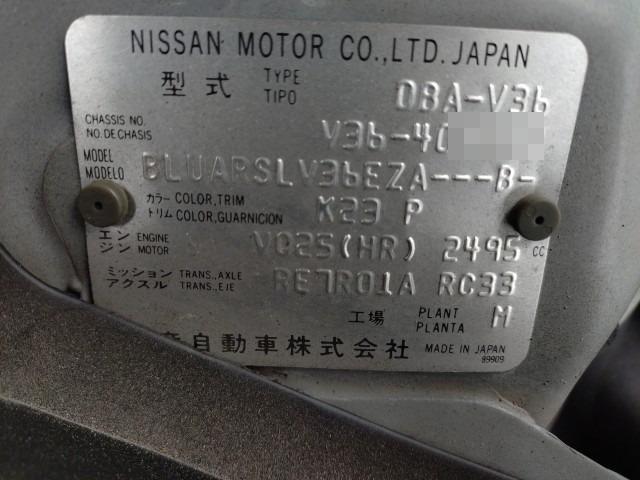 NISSAN MOTOR CO.,LTD. JAPAN
型式 TYPE TIPO DBA-V36
CHASSIS NO. NO. DE CHASIS V36-40
MODEL MODELO BLUARSLV36EZA---B-
カラー COLOR,TRIM
トリム COLOR,GUARNICION K23 P
エンジン ENGINE MOTOR VQ25(HR) 2495 CC
ミッション TRANS.,AXLE
アクスル TRANS.,EJE RE7R01A RC33
工場 PLANT PLANTA M
産自動車株式会社 MADE IN JAPAN
89909